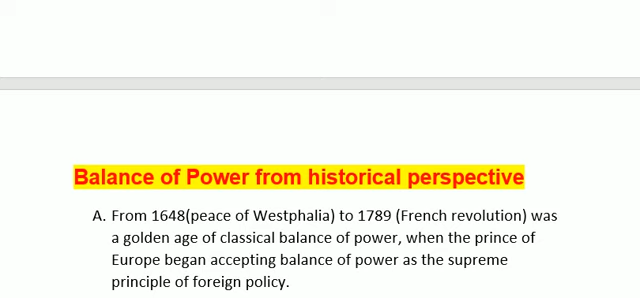 Balance of Power from historical perspective
A. From 1648(peace of Westphalia) to 1789 (French revolution) was
a golden age of classical balance of power, when the prince of
Europe began accepting balance of power as the supreme
principle of foreign policy.